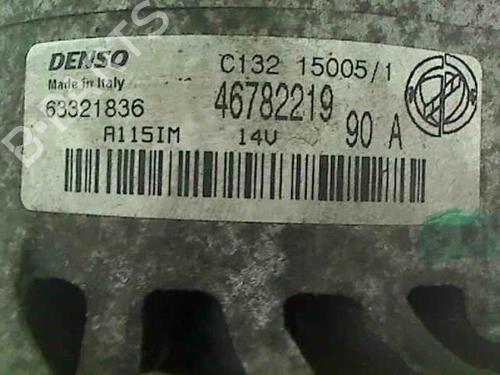 DENSO
C132 15005/1
Made in Italy
63321836
46782219
A115IM
14V
90 A